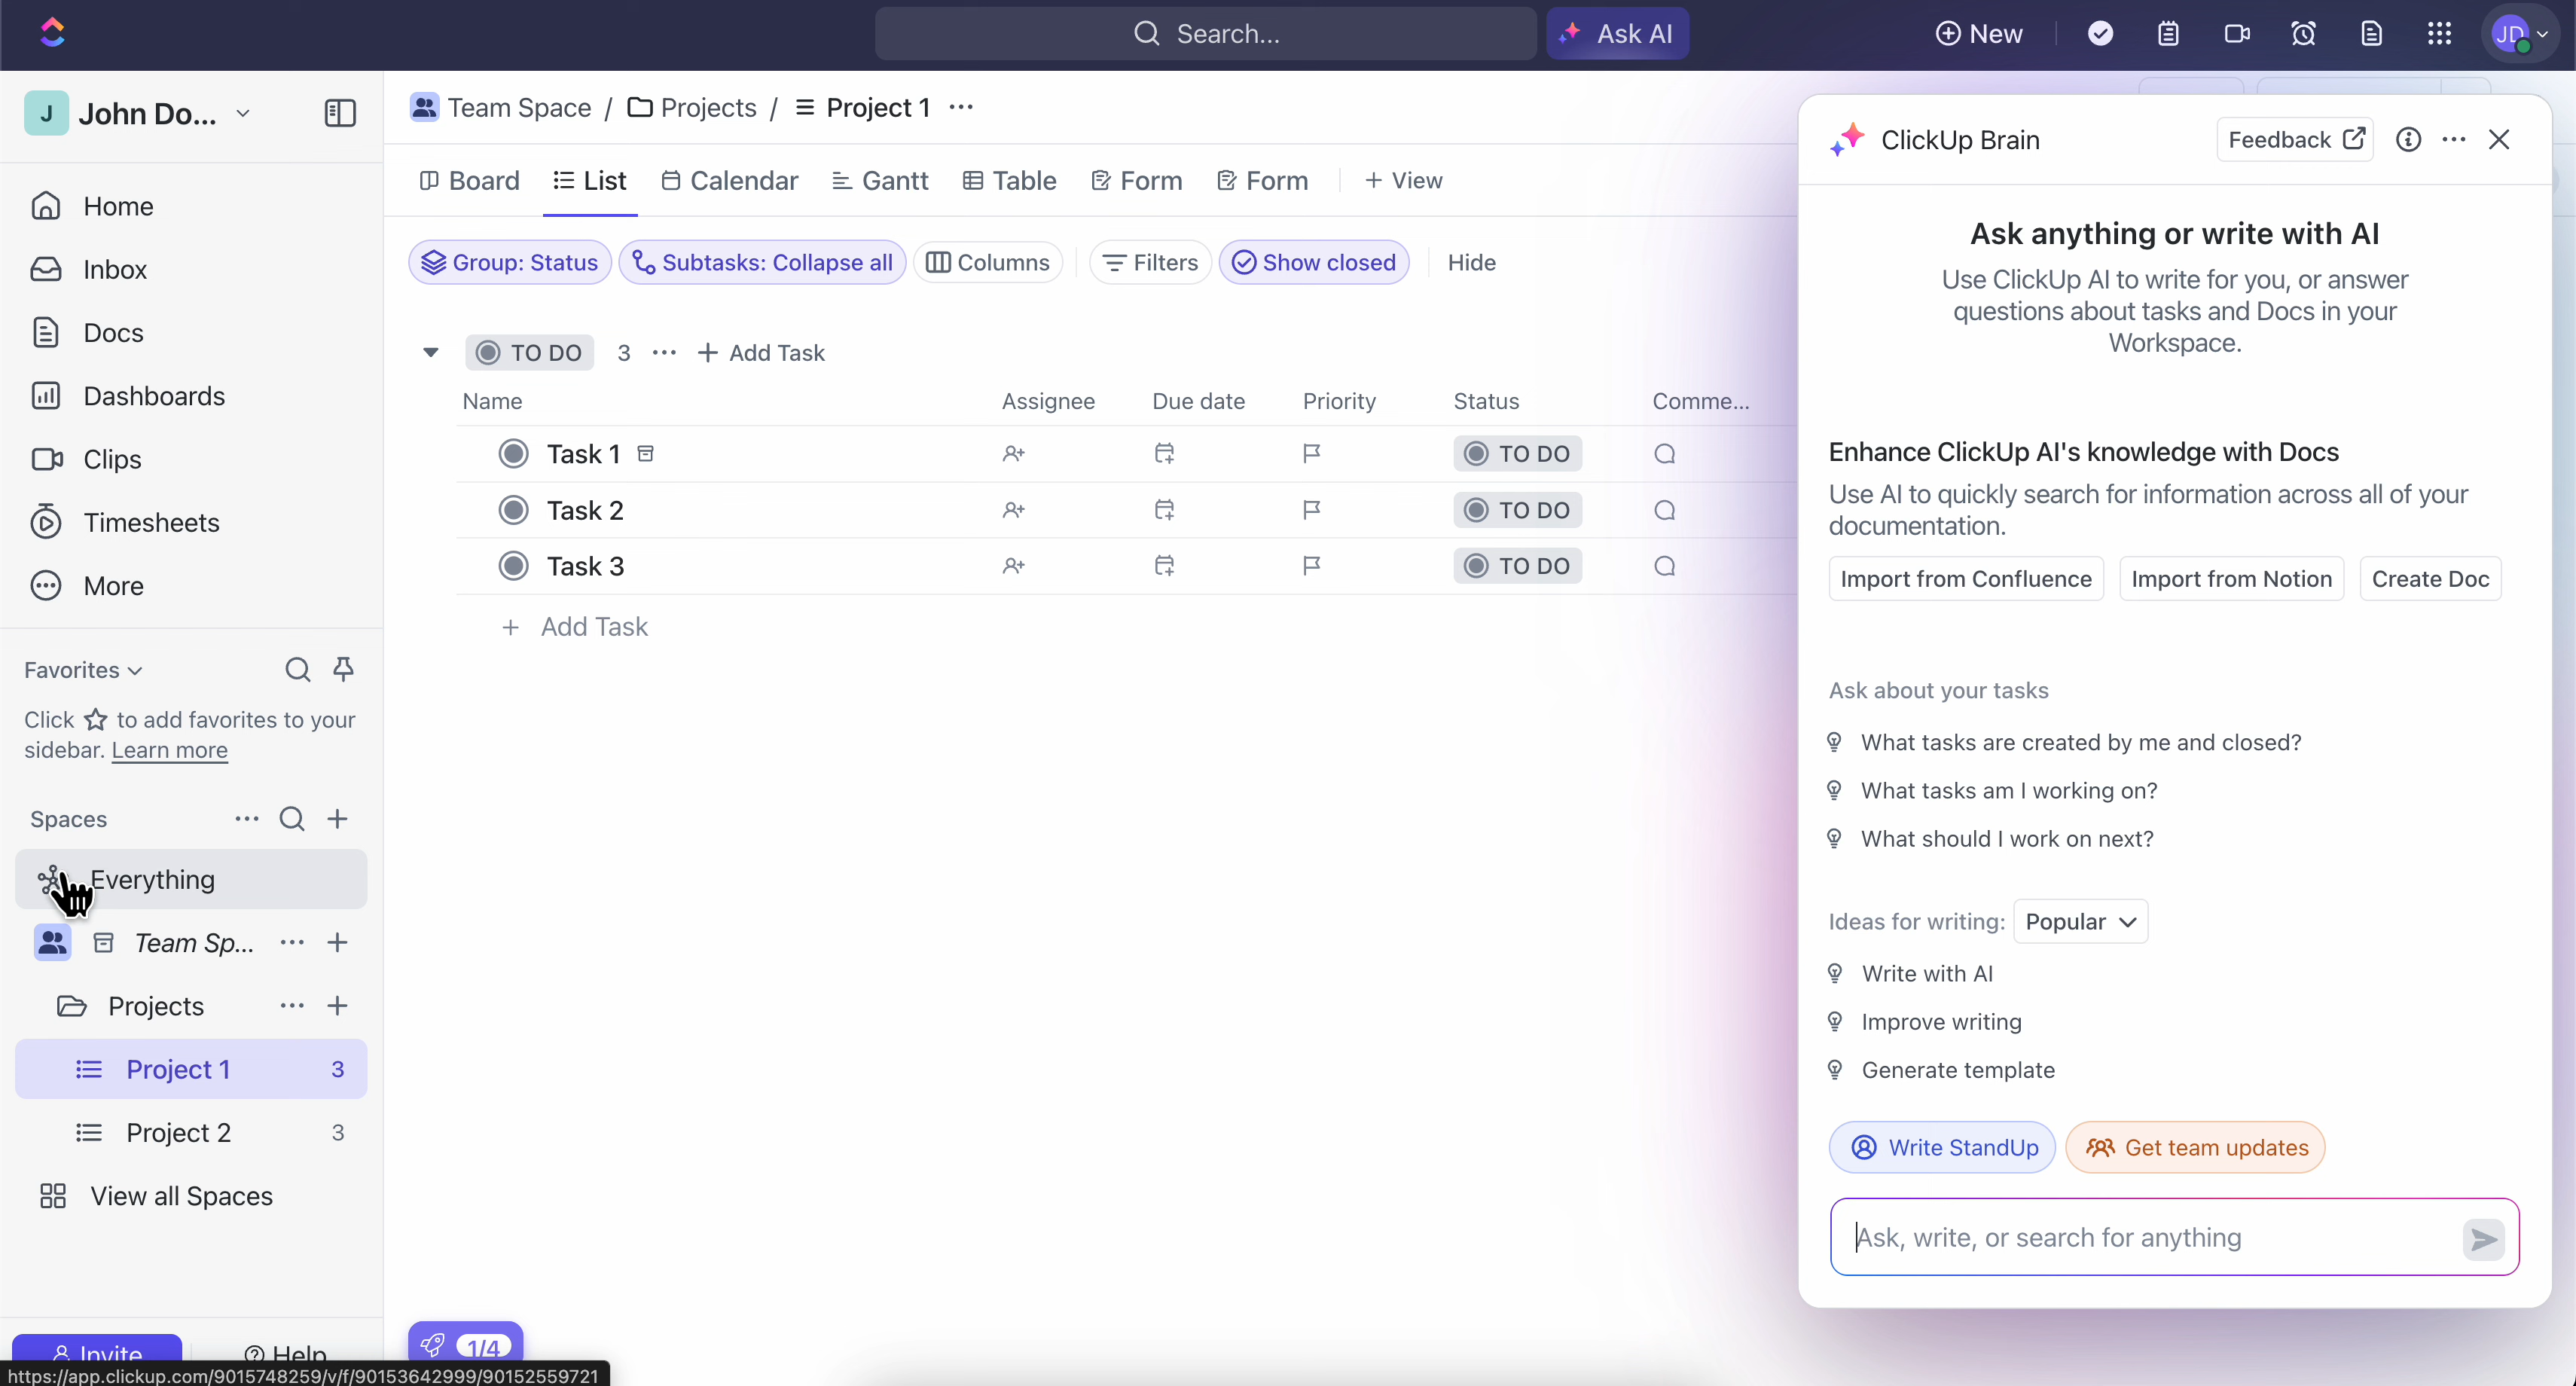 Search...
Ask AI
New
JD
J
John Do...
Home
Inbox
Docs
Dashboards
Clips
Timesheets
More
Favorites
Click ☆ to add favorites to your
sidebar. Learn more
Spaces
Everything
Team Sp...
Projects
Project 1 3
Project 2 3
View all Spaces
Invite
Help
https://app.clickup.com/9015748259/v/f/90153642999/90152559721
Team Space / Projects / Project 1
Board List Calendar Gantt Table Form Form + View
Group: Status Subtasks: Collapse all Columns Filters Show closed Hide
TO DO 3 + Add Task
Name Assignee Due date Priority Status Comme...
Task 1 TO DO
Task 2 TO DO
Task 3 TO DO
+ Add Task
1/4
ClickUp Brain
Feedback
Ask anything or write with AI
Use ClickUp AI to write for you, or answer
questions about tasks and Docs in your
Workspace.
Enhance ClickUp AI's knowledge with Docs
Use AI to quickly search for information across all of your
documentation.
Import from Confluence Import from Notion Create Doc
Ask about your tasks
What tasks are created by me and closed?
What tasks am I working on?
What should I work on next?
Ideas for writing: Popular
Write with AI
Improve writing
Generate template
Write StandUp Get team updates
Ask, write, or search for anything